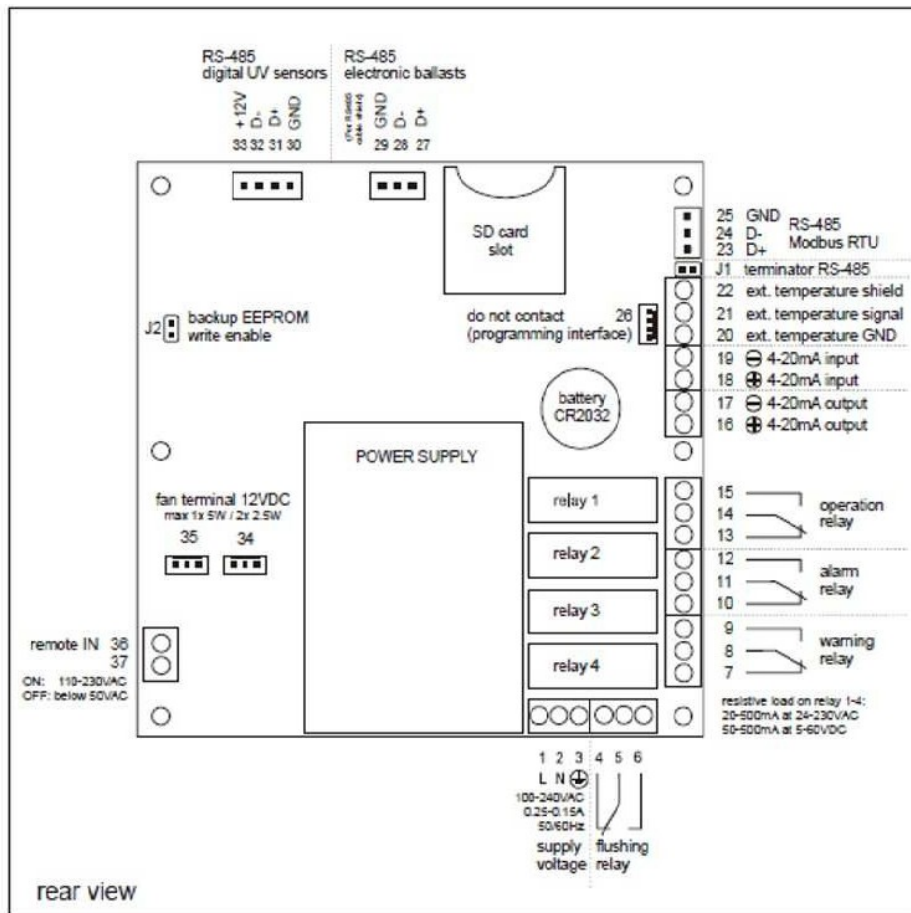 RS-485
digital UV sensors
RS-485
electronic ballasts
+12V
D-
D+
GND
33 32 31 30
(For RS485
cable shield)
GND
D-
D+
29 28 27
SD card
slot
25 GND
24 D-
23 D+
RS-485
Modbus RTU
J1 terminator RS-485
22 ext. temperature shield
21 ext. temperature signal
20 ext. temperature GND
19 ⊖ 4-20mA input
18 ⊕ 4-20mA input
17 ⊖ 4-20mA output
16 ⊕ 4-20mA output
J2
backup EEPROM
write enable
do not contact 26
(programming interface)
battery
CR2032
POWER SUPPLY
fan terminal 12VDC
max 1x 5W / 2x 2.5W
35 34
relay 1
relay 2
relay 3
relay 4
15
14
13
operation
relay
12
11
10
alarm
relay
9
8
7
warning
relay
remote IN 36
37
ON: 110-230VAC
OFF: below 50VAC
resistive load on relay 1-4:
20-500mA at 24-230VAC
50-500mA at 5-60VDC
1 2 3 4 5 6
L N
100-240VAC
0.25-0.15A
50/60Hz
supply
voltage
flushing
relay
rear view